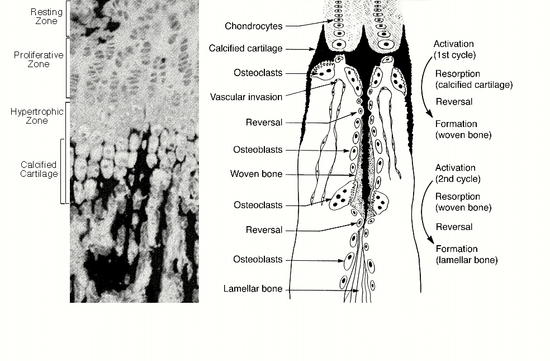 Resting
Zone
Proliferative
Zone
Hypertrophic
Zone
Calcified
Cartilage
Chondrocytes
Calcified cartilage
Osteoclasts
Vascular invasion
Reversal
Osteoblasts
Woven bone
Osteoclasts
Reversal
Osteoblasts
Lamellar bone
Activation
(1st cycle)
Resorption
(calcified cartilage)
Reversal
Formation
(woven bone)
Activation
(2nd cycle)
Resorption
(woven bone)
Reversal
Formation
(lamellar bone)